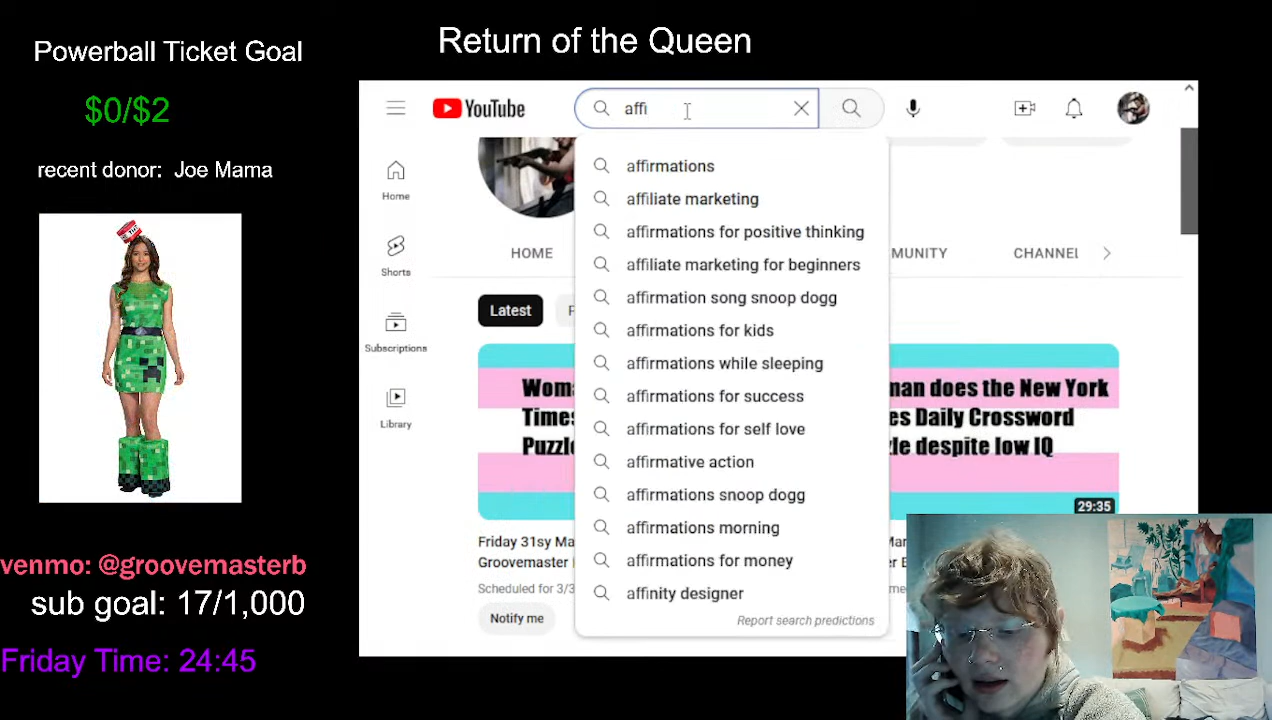 Powerball Ticket Goal
$0/$2
recent donor: Joe Mama
venmo: @groovemasterb
sub goal: 17/1,000
Friday Time: 24:45
Return of the Queen
YouTube
affi
Home
Shorts
Subscriptions
Library
HOME
MUNITY
CHANNEL
Latest
affirmations
affiliate marketing
affirmations for positive thinking
affiliate marketing for beginners
affirmation song snoop dogg
affirmations for kids
affirmations while sleeping
affirmations for success
affirmations for self love
affirmative action
affirmations snoop dogg
affirmations morning
affirmations for money
affinity designer
Report search predictions
Wom
Times
Puzzle
man does the New York
es Daily Crossword
zle despite low IQ
29:35
Friday 31sy Ma
Groovemaster
Scheduled for 3/3
Notify me